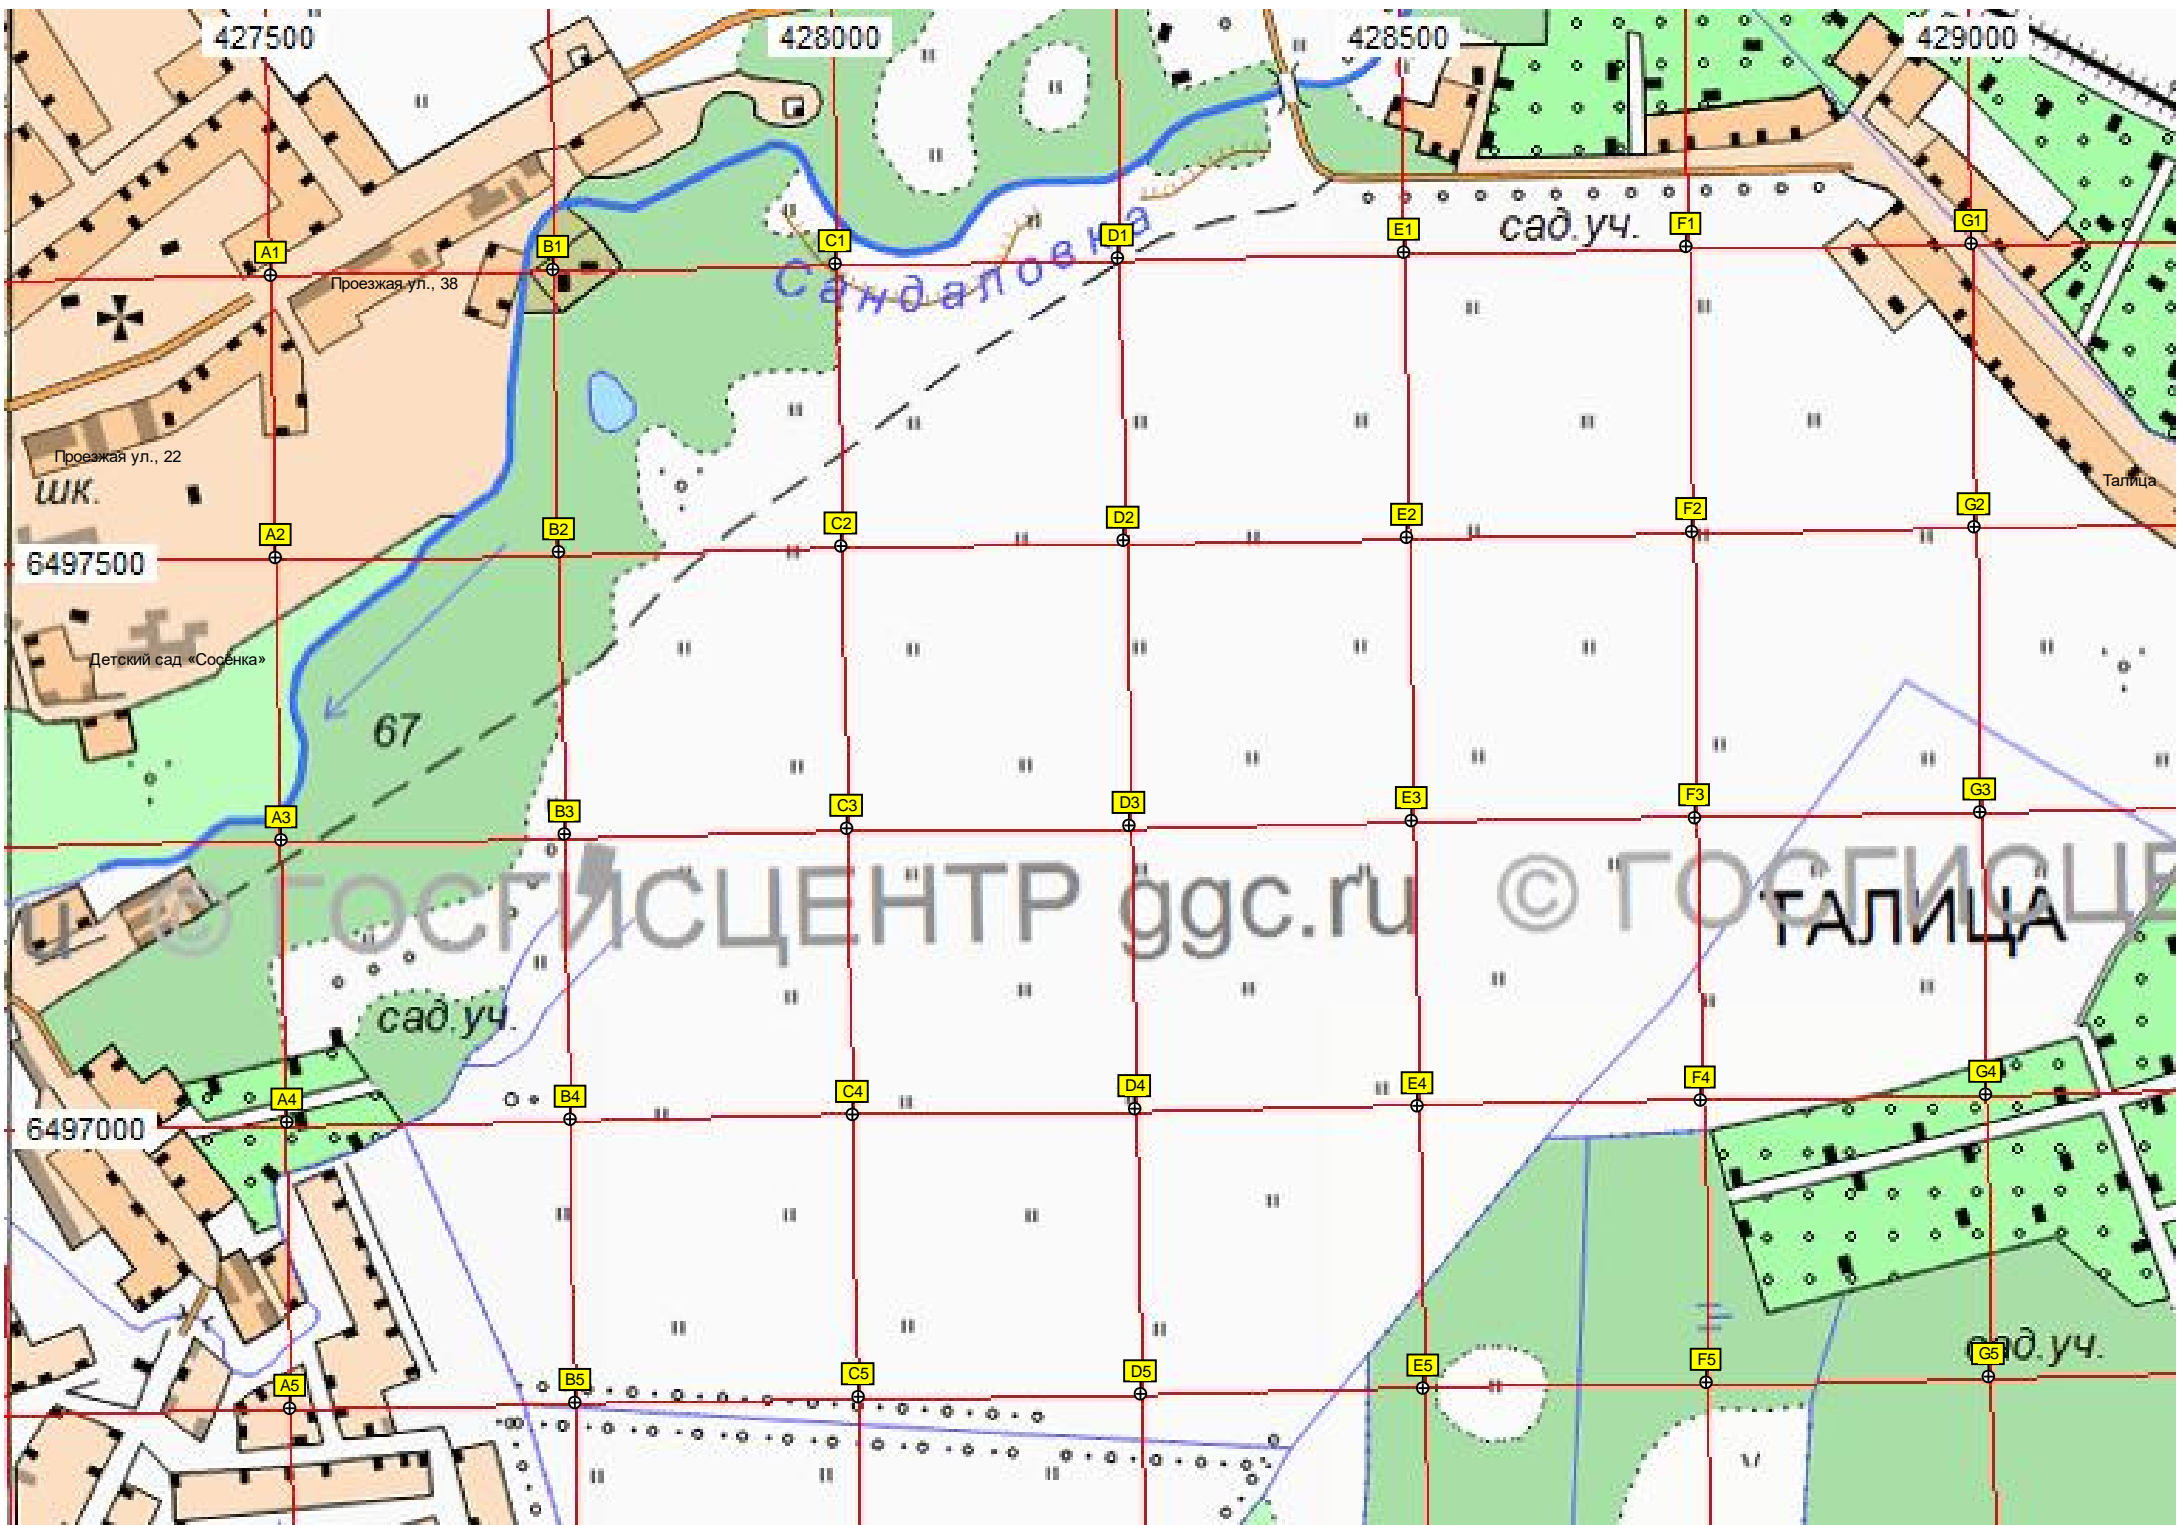 427500 428000 428500 429000
сад.уч.
A1 B1 C1 D1 E1 F1 G1
Проезжая ул., 38
Сандаловка
Проезжая ул., 22
шк.
Талица
A2 B2 C2 D2 E2 F2 G2
6497500
Детский сад «Сосенка»
67
A3 B3 C3 D3 E3 F3 G3
© ГОСГИСЦЕНТР ggc.ru © ГОСГИСЦЕ
ТАЛИЦА
сад.уч.
A4 B4 C4 D4 E4 F4 G4
6497000
сад.уч.
A5 B5 C5 D5 E5 F5 G5